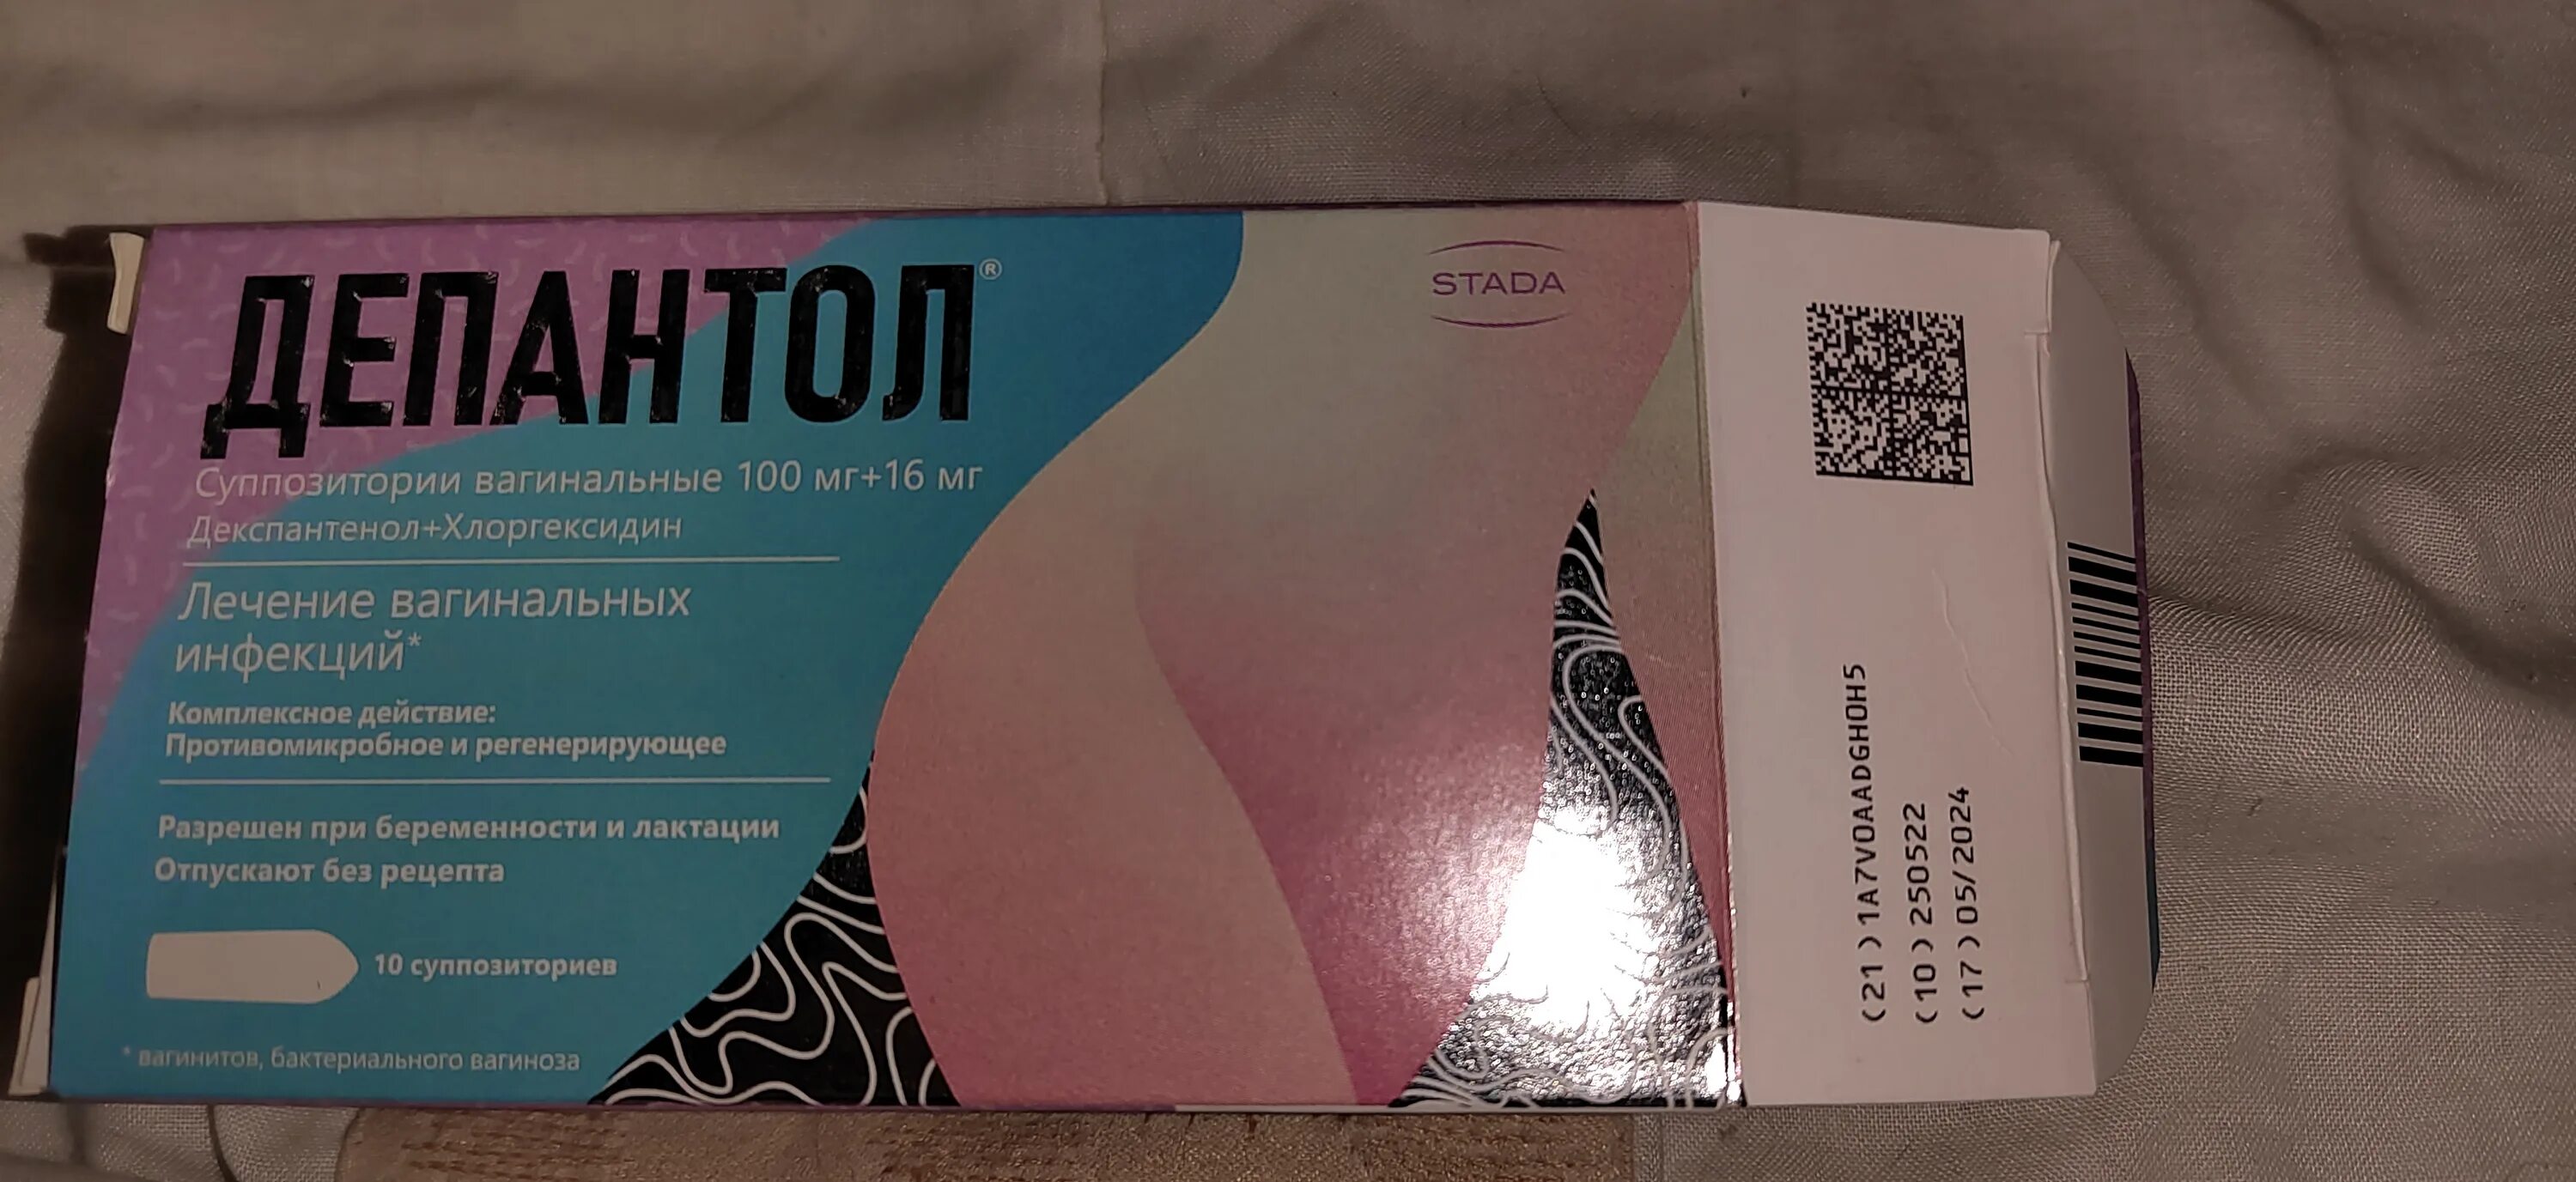 ДЕПАНТОЛ®
Суппозитории вагинальные 100 мг+16 мг
Декспантенол+Хлоргексидин
Лечение вагинальных
инфекций*
Комплексное действие:
Противомикробное и регенерирующее
Разрешен при беременности и лактации
Отпускают без рецепта
10 суппозиториев
* вагинитов, бактериального вагиноза
STADA
(21)1A7V0AADGH0H5
(10)250522
(17)05/2024